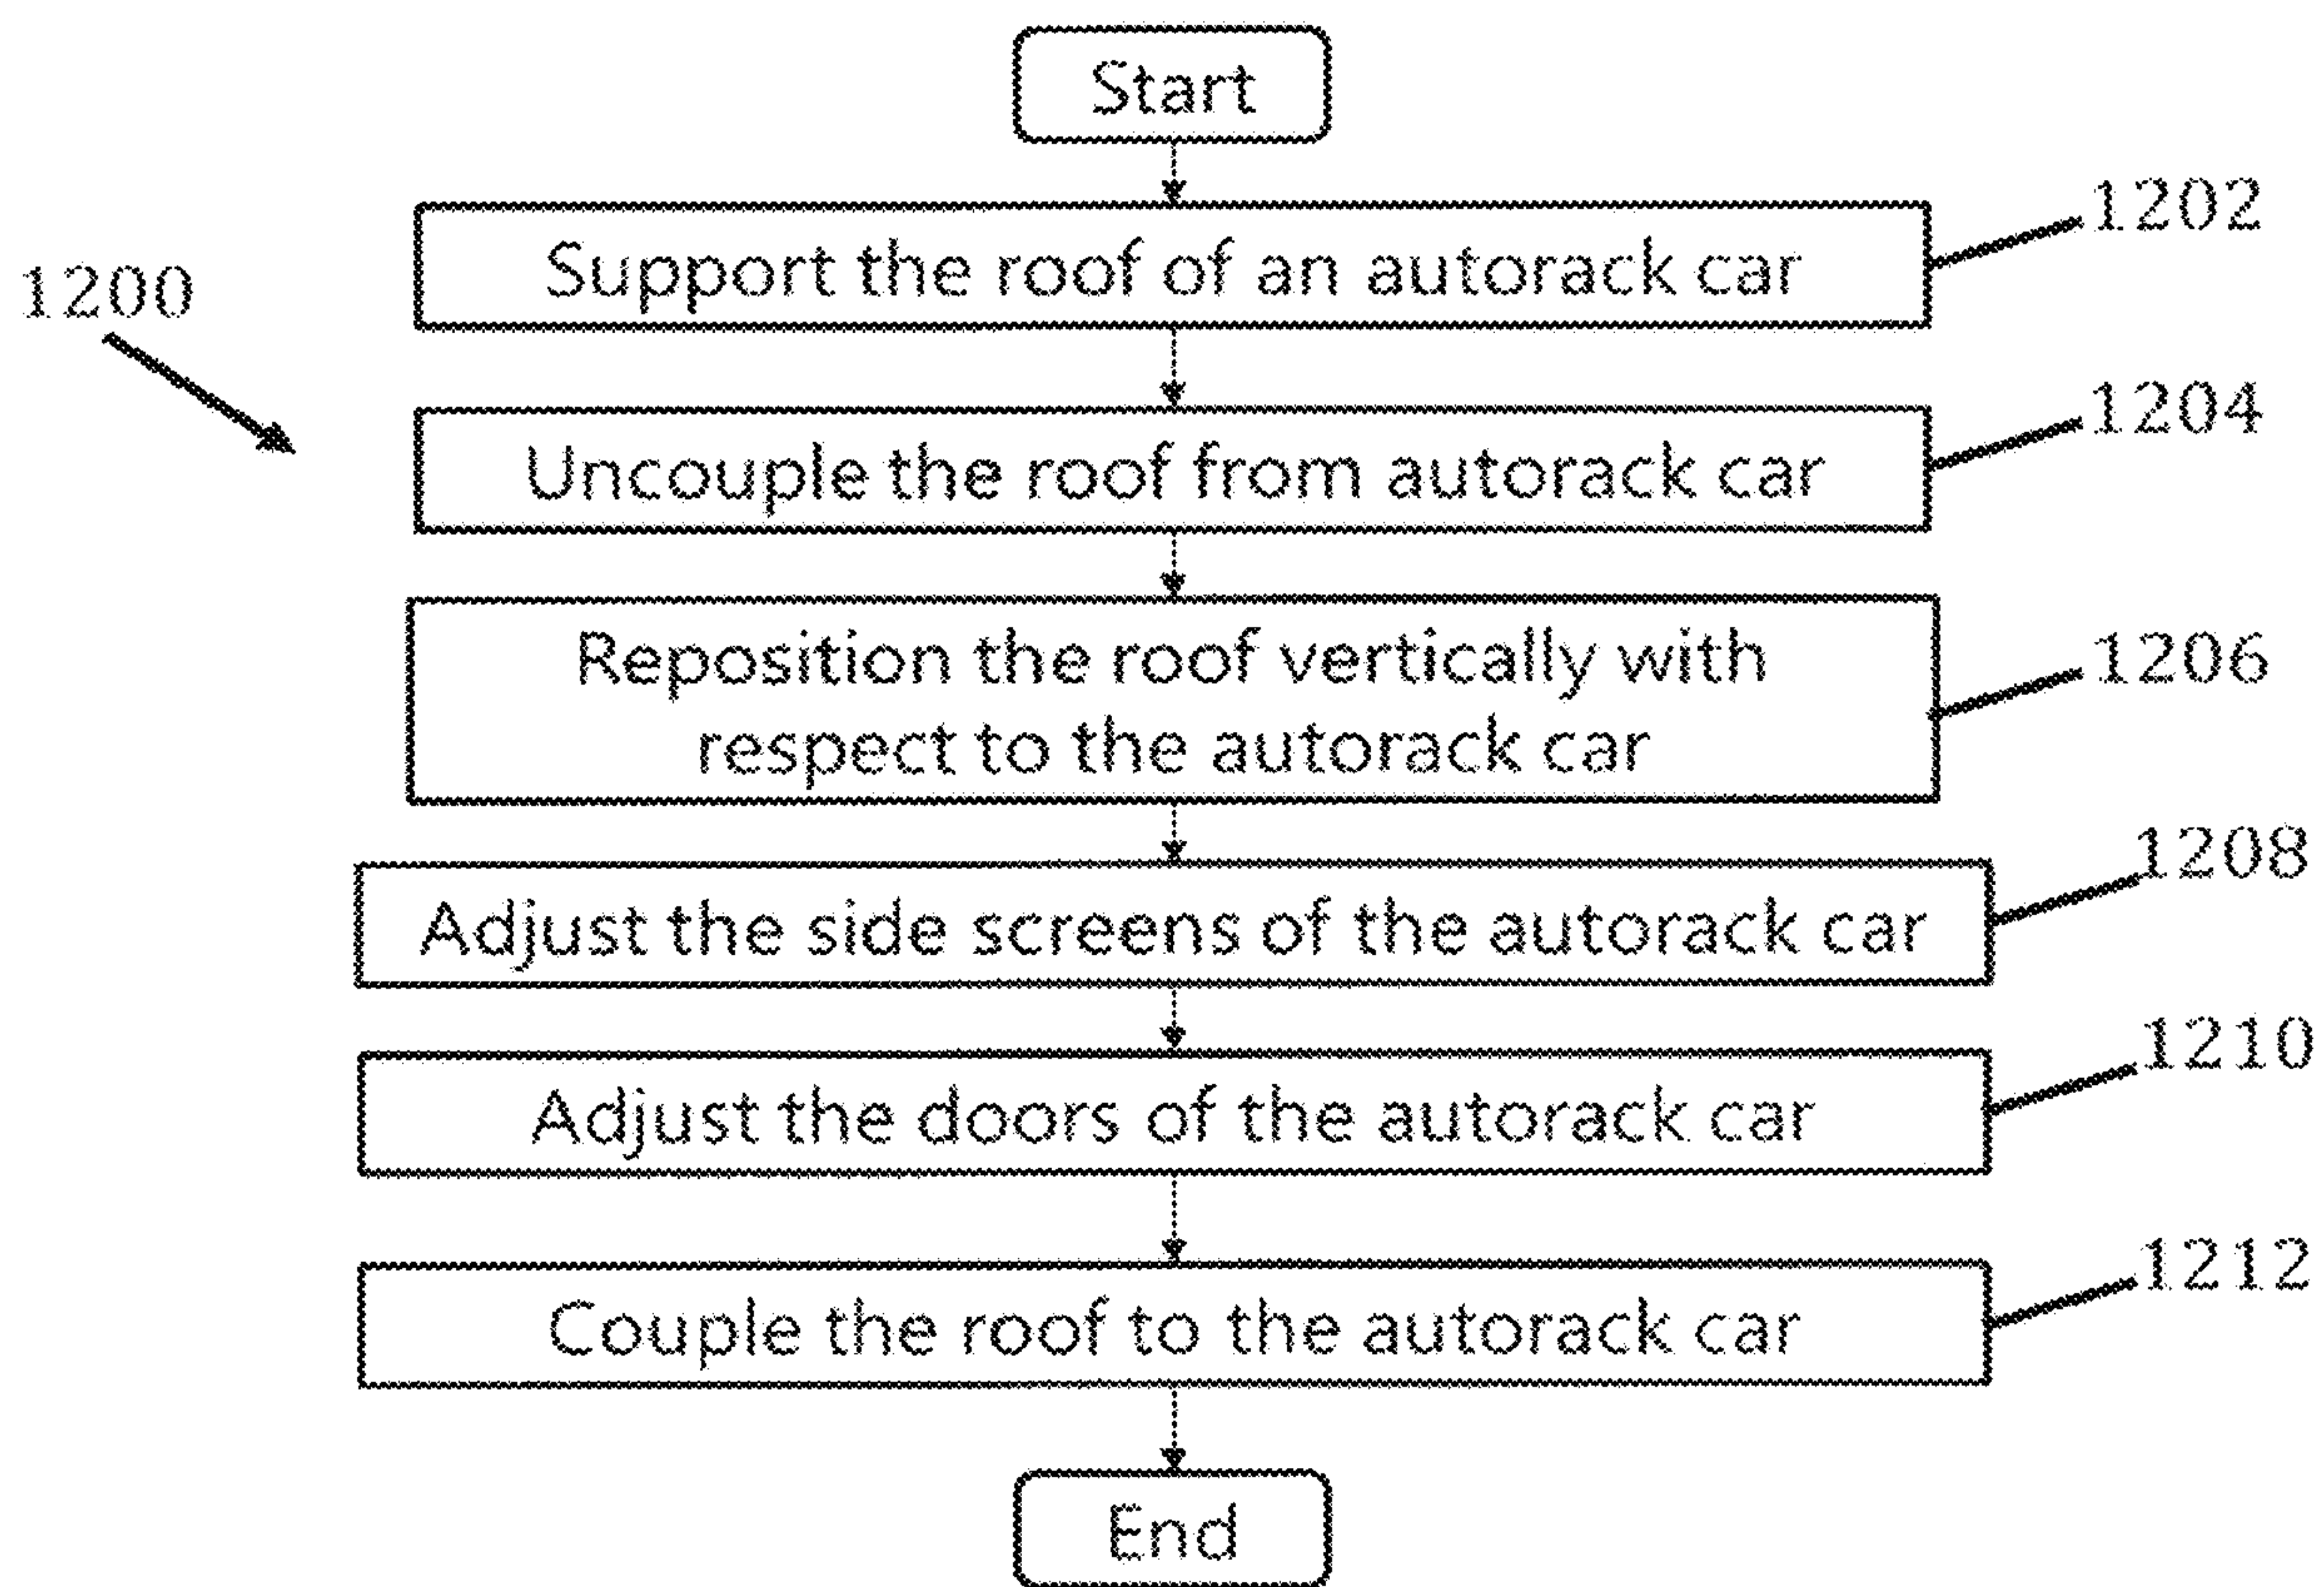 Start
1202
Support the roof of an autorack car
1200
1204
Uncouple the roof from autorack car
Reposition the roof vertically with
1206
respect to the autorack car
1208
Adjust the side screens of the autorack car
1210
Adjust the doors of the autorack car
1212
Couple the roof to the autorack car
End